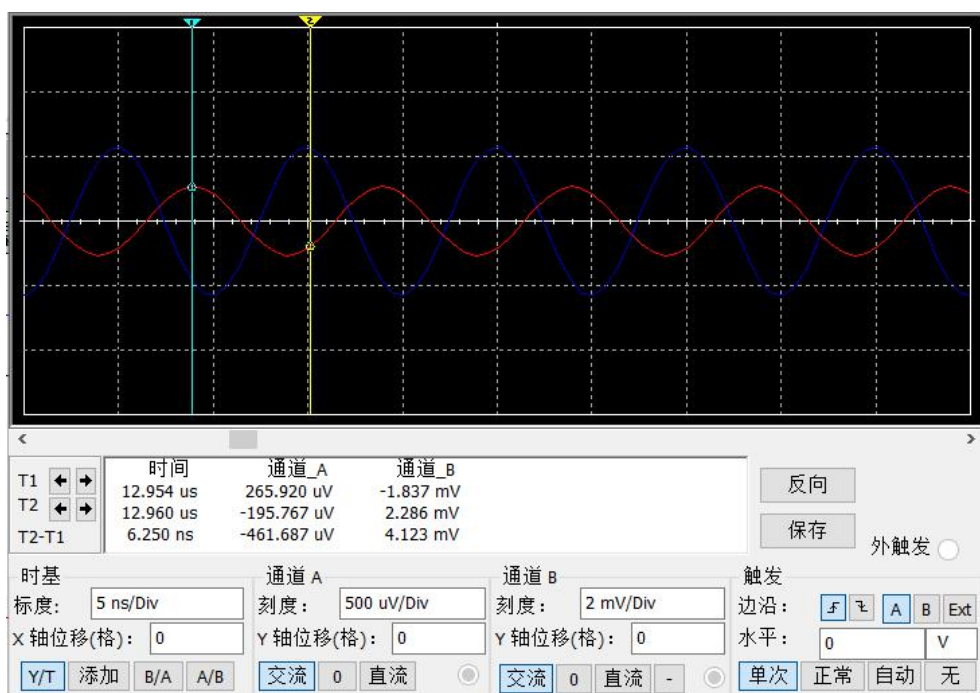 1 2
时间 通道_A 通道_B
T1 12.954 us 265.920 uV -1.837 mV
T2 12.960 us -195.767 uV 2.286 mV
T2-T1 6.250 ns -461.687 uV 4.123 mV
反向
保存
外触发
时基 通道 A 通道 B 触发
标度: 5 ns/Div 刻度: 500 uV/Div 刻度: 2 mV/Div 边沿: A B Ext
X 轴位移(格): 0 Y 轴位移(格): 0 Y 轴位移(格): 0 水平: 0 V
Y/T 添加 B/A A/B 交流 0 直流 交流 0 直流 - 单次 正常 自动 无